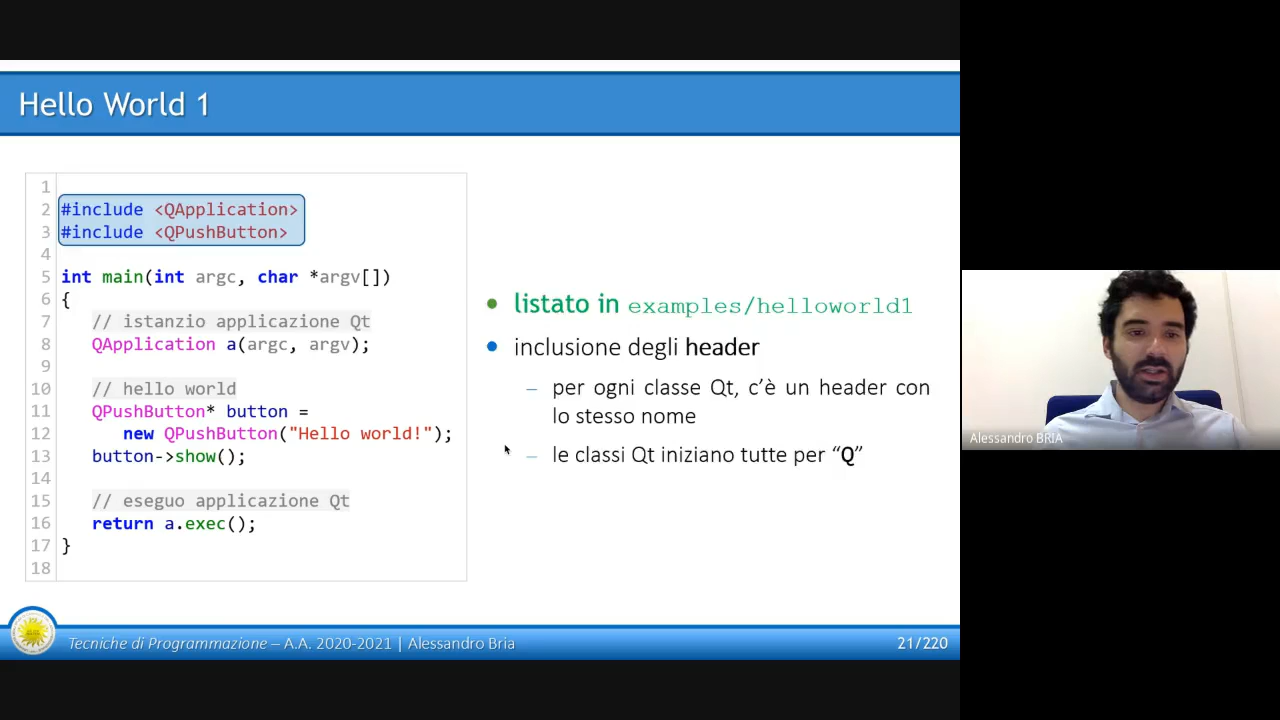 Hello World 1
1
2 #include <QApplication>
3 #include <QPushButton>
4
5 int main(int argc, char *argv[])
6 {
7 // istanzio applicazione Qt
8 QApplication a(argc, argv);
9
10 // hello world
11 QPushButton* button =
12 new QPushButton("Hello world!");
13 button->show();
14
15 // eseguo applicazione Qt
16 return a.exec();
17 }
18
• listato in examples/helloworld1
• inclusione degli header
– per ogni classe Qt, c’è un header con
lo stesso nome
– le classi Qt iniziano tutte per “Q”
Alessandro BRIA
Tecniche di Programmazione – A.A. 2020-2021 | Alessandro Bria
21/220